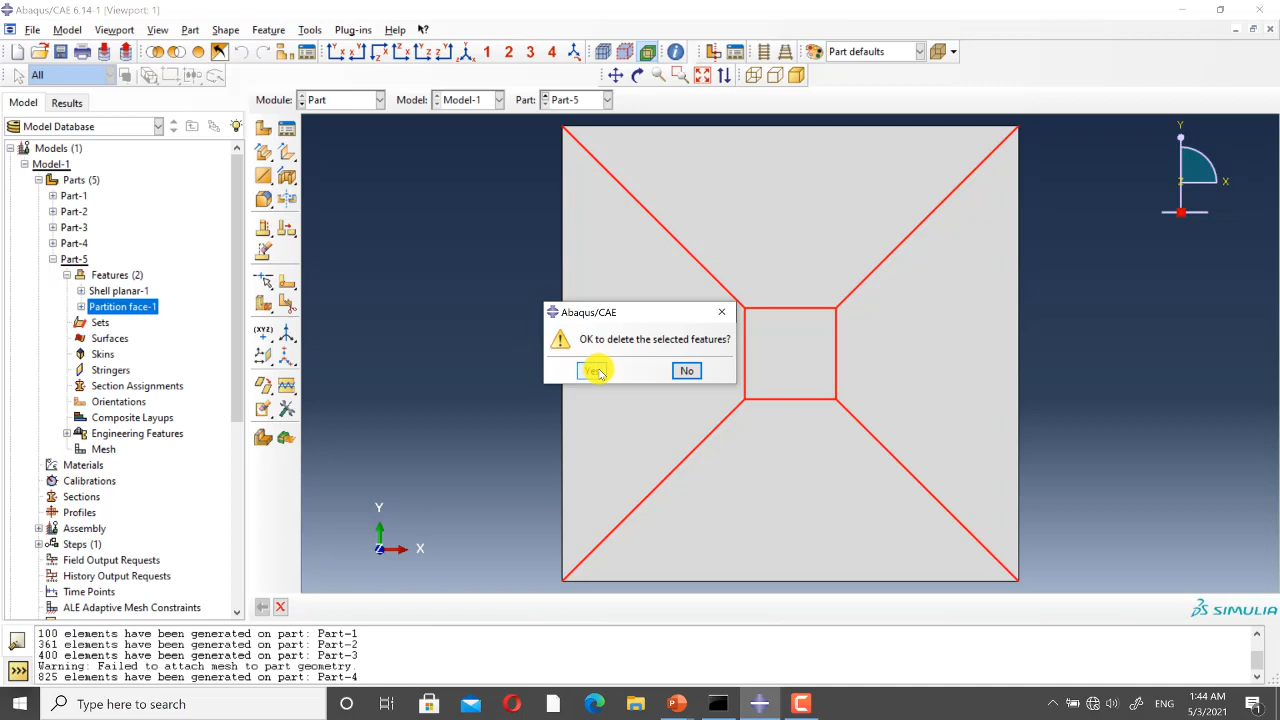 Abaqus/CAE 6.14-1 [Viewport: 1]
File Model Viewport View Part Shape Feature Tools Plug-ins Help
1 2 3 4 Part defaults
All
Model Results Module: Part Model: Model-1 Part: Part-5
Model Database
Models (1)
Model-1
Parts (5)
Part-1
Part-2
Part-3
Part-4
Part-5
Features (2)
Shell planar-1
Partition face-1
Sets
Surfaces
Skins
Stringers
Section Assignments
Orientations
Composite Layups
Engineering Features
Mesh
Materials
Calibrations
Sections
Profiles
Assembly
Steps (1)
Field Output Requests
History Output Requests
Time Points
ALE Adaptive Mesh Constraints
(XYZ)
Y
Z X
Abaqus/CAE
OK to delete the selected features?
Yes No
Y
Z X
SIMULIA
100 elements have been generated on part: Part-1
361 elements have been generated on part: Part-2
400 elements have been generated on part: Part-3
Warning: Failed to attach mesh to part geometry.
825 elements have been generated on part: Part-4
>>>
Type here to search
ENG
1:44 AM
5/3/2021